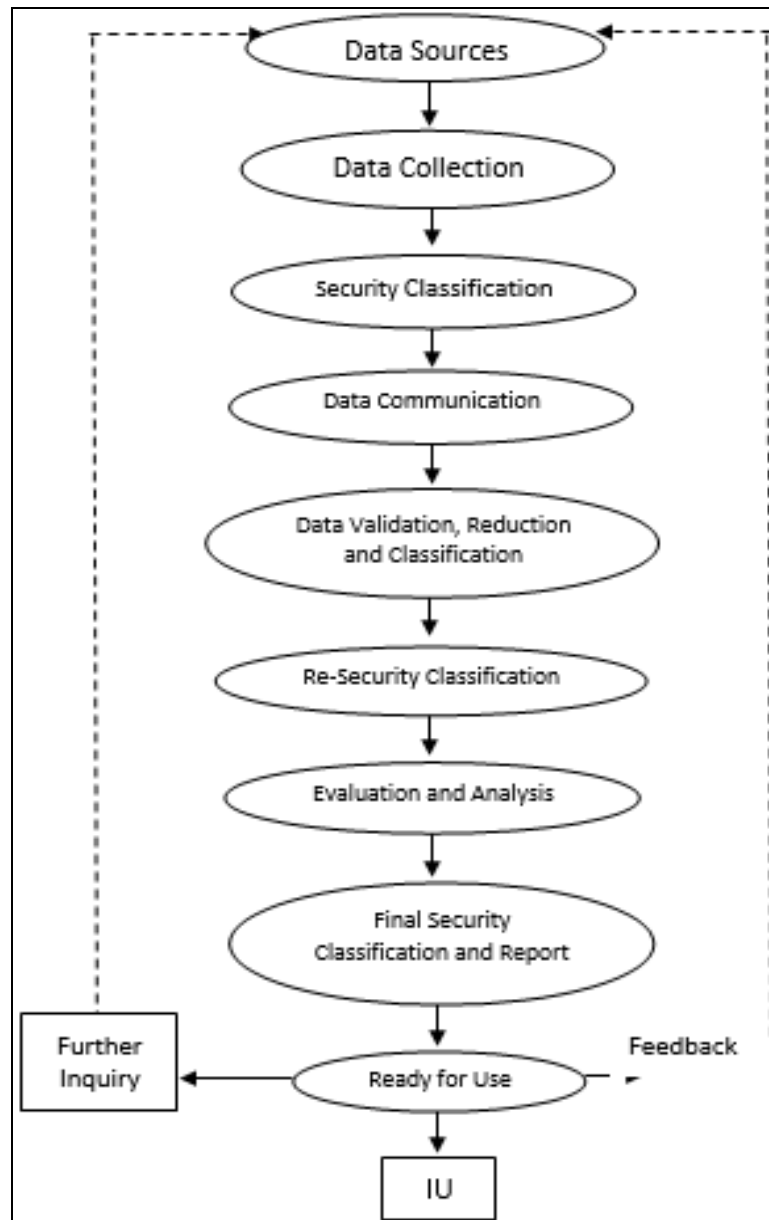 Data Sources
Data Collection
Security Classification
Data Communication
Data Validation, Reduction
and Classification
Re-Security Classification
Evaluation and Analysis
Final Security
Classification and Report
Further
Inquiry
Ready for Use
Feedback
IU